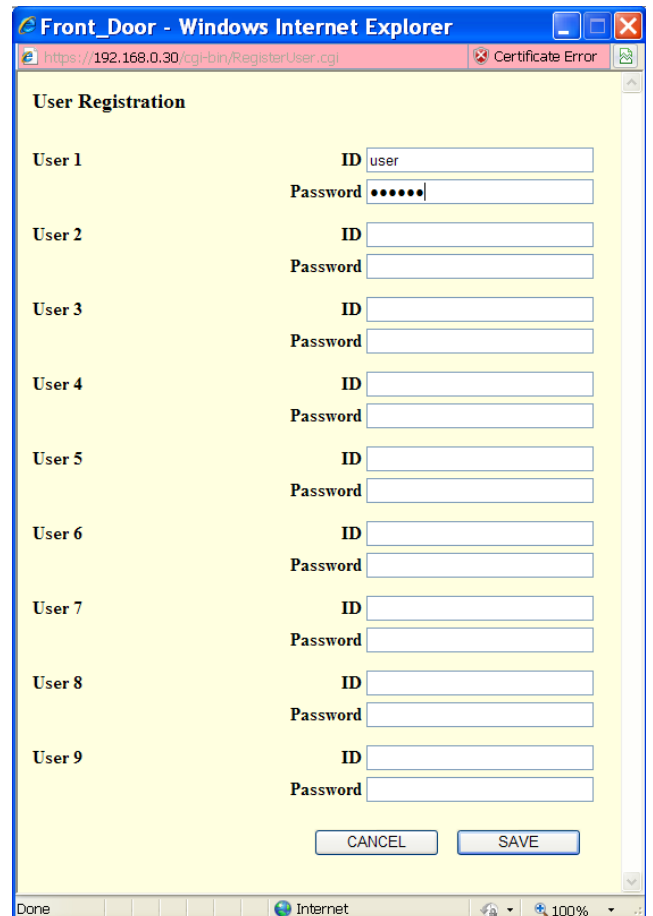 Front_Door - Windows Internet Explorer
https://192.168.0.30/cgi-bin/RegisterUser.cgi Certificate Error
User Registration
User 1 ID user
Password ••••••
User 2 ID
Password
User 3 ID
Password
User 4 ID
Password
User 5 ID
Password
User 6 ID
Password
User 7 ID
Password
User 8 ID
Password
User 9 ID
Password
CANCEL SAVE
Done Internet 100%